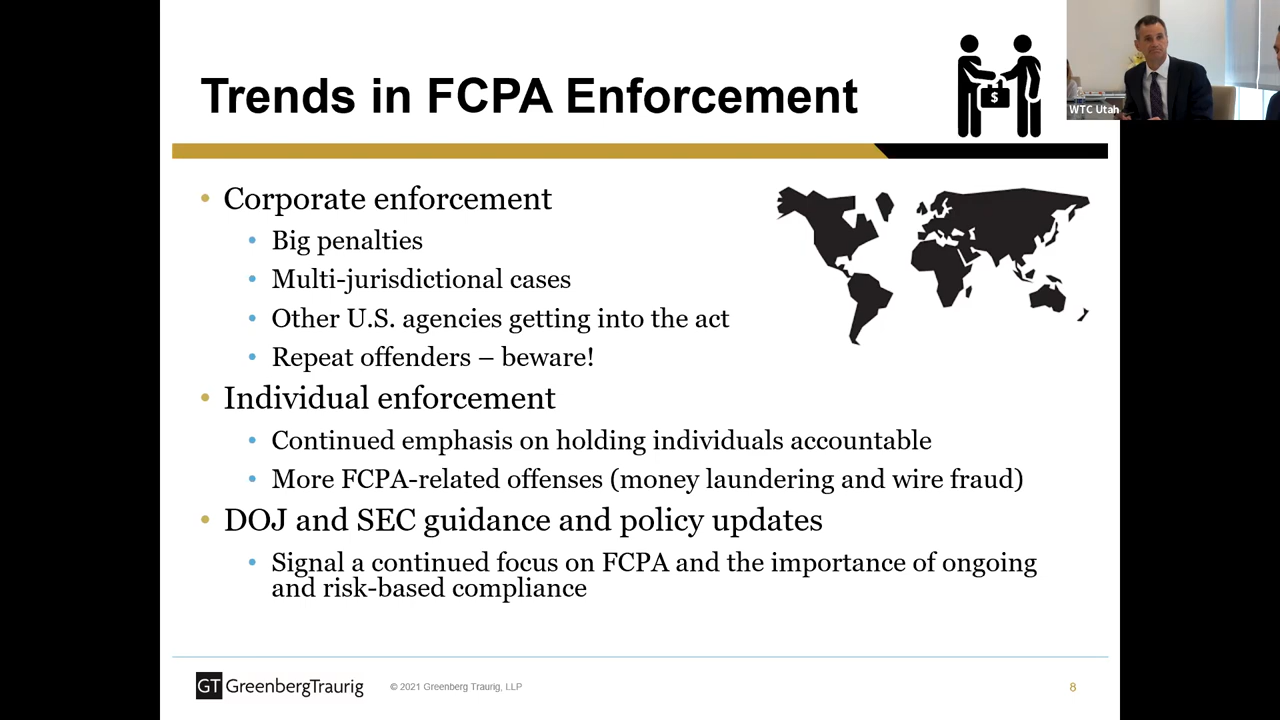 Trends in FCPA Enforcement
$
WTC Utah
• Corporate enforcement
• Big penalties
• Multi-jurisdictional cases
• Other U.S. agencies getting into the act
• Repeat offenders – beware!
• Individual enforcement
• Continued emphasis on holding individuals accountable
• More FCPA-related offenses (money laundering and wire fraud)
• DOJ and SEC guidance and policy updates
• Signal a continued focus on FCPA and the importance of ongoing
and risk-based compliance
GT GreenbergTraurig
© 2021 Greenberg Traurig, LLP
8